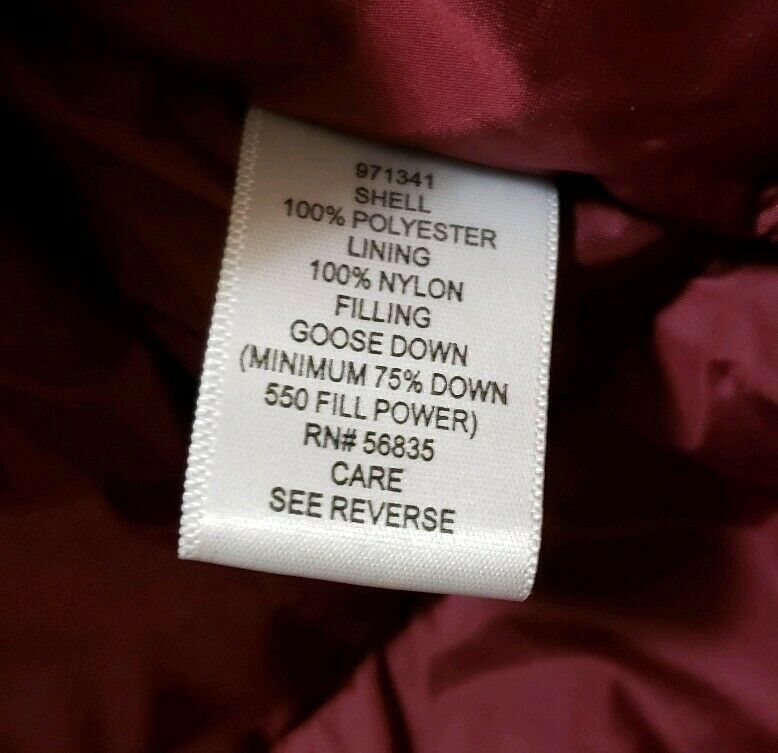 971341
SHELL
100% POLYESTER
LINING
100% NYLON
FILLING
GOOSE DOWN
(MINIMUM 75% DOWN
550 FILL POWER)
RN# 56835
CARE
SEE REVERSE